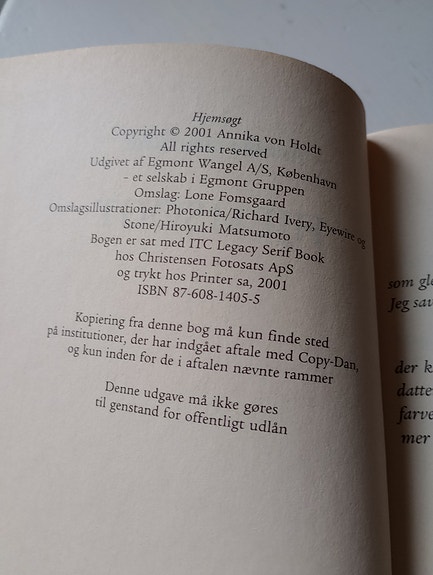 Hjemsøgt
Copyright © 2001 Annika von Holdt
All rights reserved
Udgivet af Egmont Wangel A/S, København
- et selskab i Egmont Gruppen
Omslag: Lone Fomsgaard
Omslagsillustrationer: Photonica/Richard Ivery, Eyewire og
Stone/Hiroyuki Matsumoto
Bogen er sat med ITC Legacy Serif Book
hos Christensen Fotosats ApS
og trykt hos Printer sa, 2001
ISBN 87-608-1405-5
Kopiering fra denne bog må kun finde sted
på institutioner, der har indgået aftale med Copy-Dan,
og kun inden for de i aftalen nævnte rammer
Denne udgave må ikke gøres
til genstand for offentligt udlån
som gle
Jeg sau
der k
datte
farve
mer